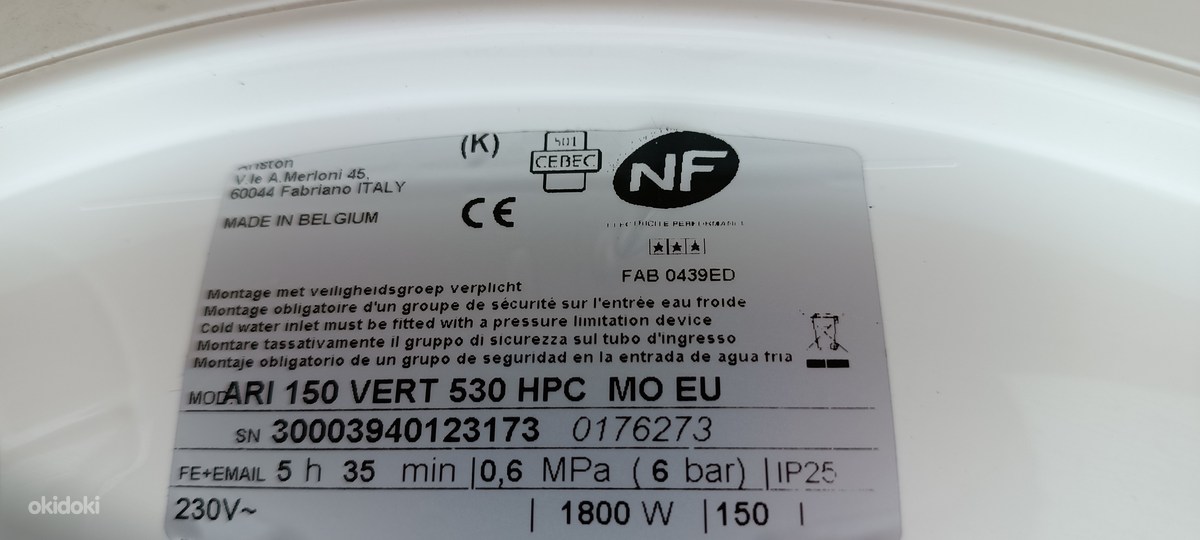 Ariston
V.le A.Merloni 45,
60044 Fabriano ITALY
MADE IN BELGIUM
(K)
501
CEBEC
CE
NF
ELECTRICITE PERFORMANCE
FAB 0439ED
Montage met veiligheidsgroep verplicht
Montage obligatoire d'un groupe de sécurité sur l'entrée eau froide
Cold water inlet must be fitted with a pressure limitation device
Montare tassativamente il gruppo di sicurezza sul tubo d'ingresso
Montaje obligatorio de un grupo de seguridad en la entrada de agua fria
MOD ARI 150 VERT 530 HPC MO EU
SN 30003940123173 0176273
FE+EMAIL 5 h 35 min |0,6 MPa ( 6 bar) |IP25
230V~ | 1800 W |150 l
okidoki